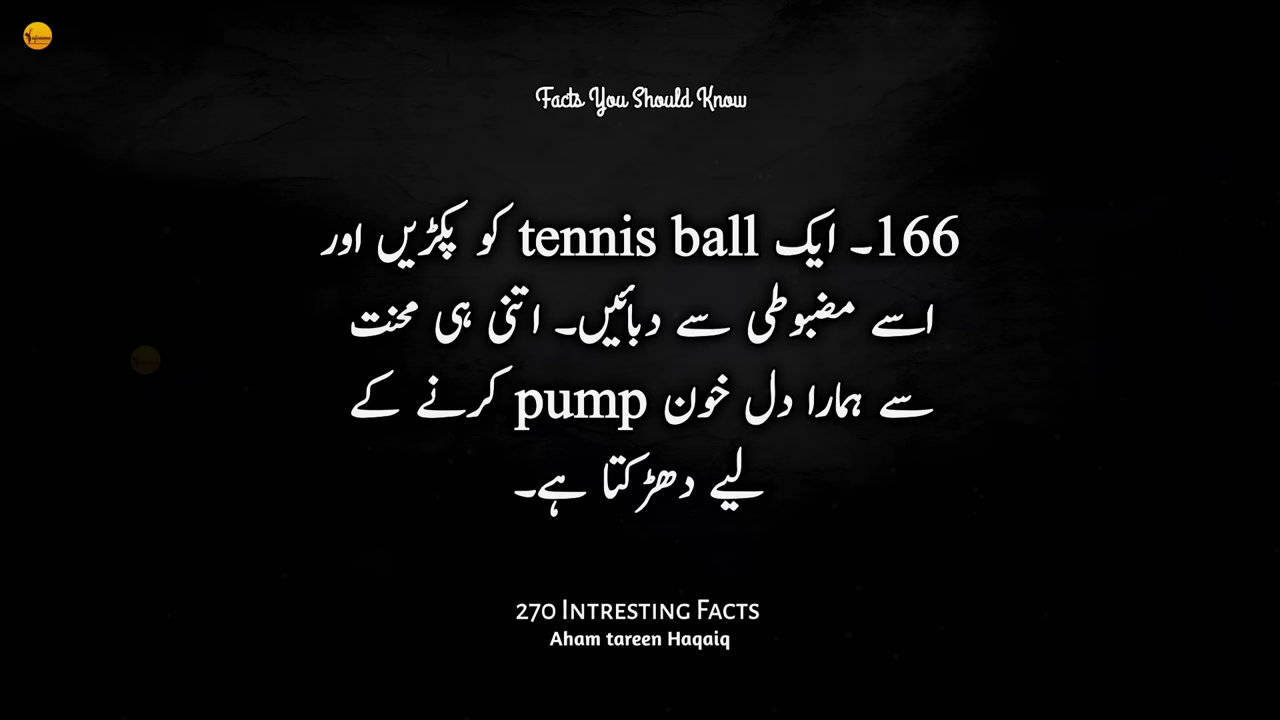 Facts You Should Know
166۔ ایک tennis ball کو پکڑیں اور
اسے مضبوطی سے دبائیں۔ اتنی ہی محنت
سے ہمارا دل خون pump کرنے کے
لیے دھڑکتا ہے۔
270 Intresting Facts
Aham tareen Haqaiq